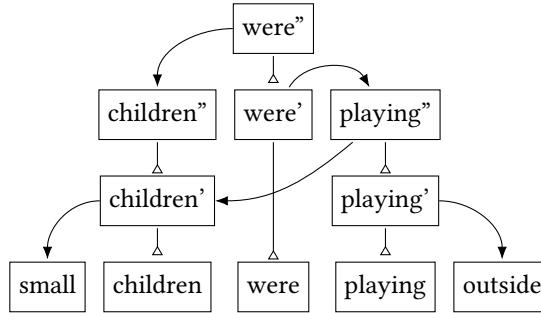 were”
children” were’ playing”
children’ playing’
small children were playing outside